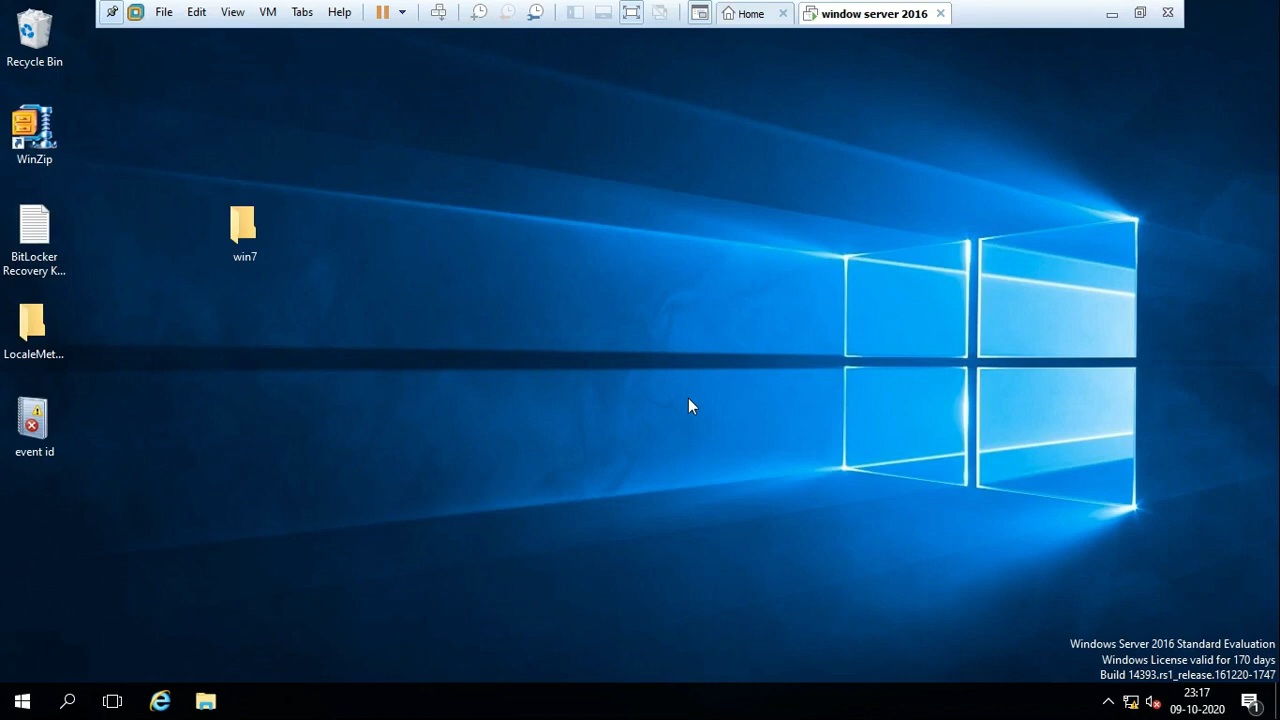 File Edit View VM Tabs Help
Home
window server 2016
Recycle Bin
WinZip
BitLocker
Recovery K...
LocaleMet...
event id
win7
Windows Server 2016 Standard Evaluation
Windows License valid for 170 days
Build 14393.rs1_release.161220-1747
23:17
09-10-2020
1